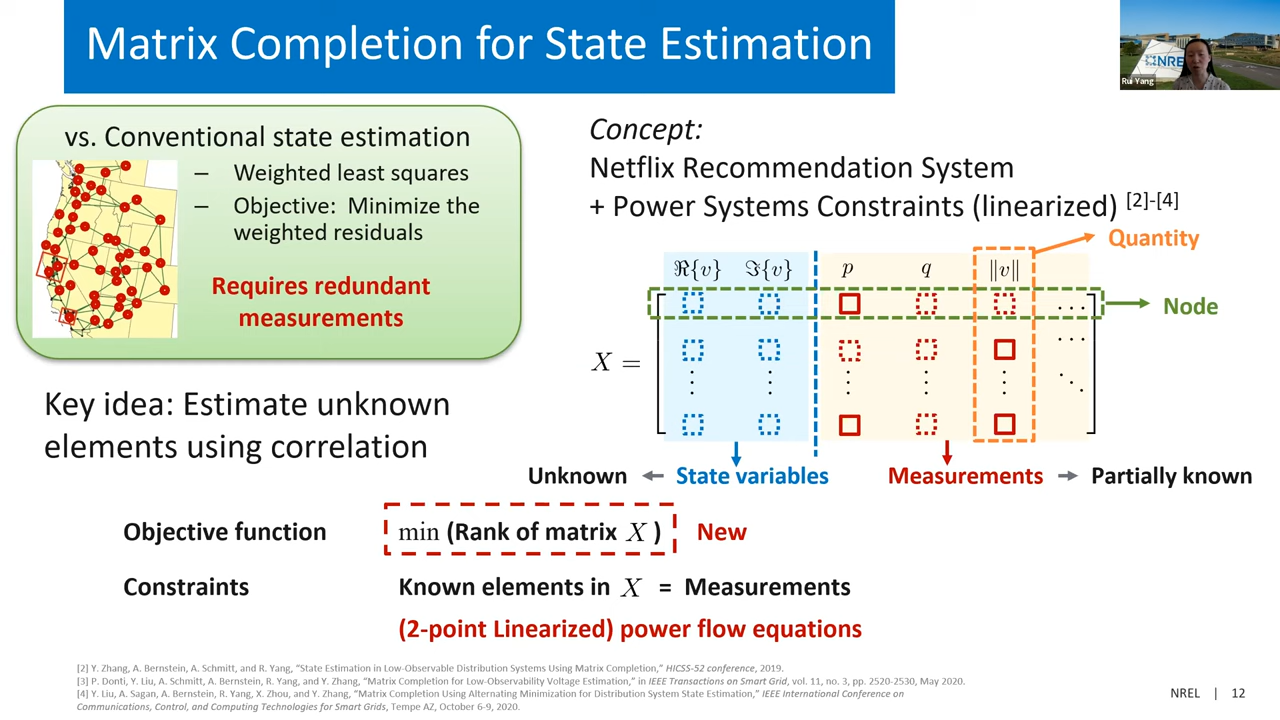 Matrix Completion for State Estimation
NREL
Rui Yang
vs. Conventional state estimation
– Weighted least squares
– Objective: Minimize the
weighted residuals
Requires redundant
measurements
Concept:
Netflix Recommendation System
+ Power Systems Constraints (linearized) [2]-[4]
Quantity
ℜ{v} ℑ{v} p q ‖v‖
Node
X =
Key idea: Estimate unknown
elements using correlation
Unknown State variables Measurements Partially known
Objective function min (Rank of matrix X ) New
Constraints Known elements in X = Measurements
(2-point Linearized) power flow equations
[2] Y. Zhang, A. Bernstein, A. Schmitt, and R. Yang, “State Estimation in Low-Observable Distribution Systems Using Matrix Completion,” HICSS-52 conference, 2019.
[3] P. Donti, Y. Liu, A. Schmitt, A. Bernstein, R. Yang, and Y. Zhang, “Matrix Completion for Low-Observability Voltage Estimation,” in IEEE Transactions on Smart Grid, vol. 11, no. 3, pp. 2520-2530, May 2020.
[4] Y. Liu, A. Sagan, A. Bernstein, R. Yang, X. Zhou, and Y. Zhang, “Matrix Completion Using Alternating Minimization for Distribution System State Estimation,” IEEE International Conference on
Communications, Control, and Computing Technologies for Smart Grids, Tempe AZ, October 6-9, 2020.
NREL | 12